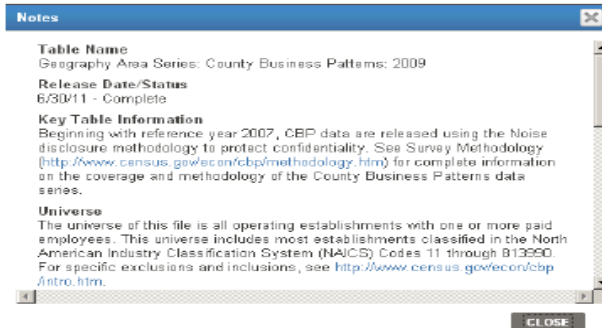 Notes
Table Name
Geography Area Series: County Business Patterns: 2009
Release Date/Status
6/30/11 - Complete
Key Table Information
Beginning with reference year 2007, CBP data are released using the Noise
disclosure methodology to protect confidentiality. See Survey Methodology
(http://www.census.gov/econ/cbp/methodology.htm) for complete information
on the coverage and methodology of the County Business Patterns data
series.
Universe
The universe of this file is all operating establishments with one or more paid
employees. This universe includes most establishments classified in the North
American Industry Classification System (NAICS) Codes 11 through 813990.
For specific exclusions and inclusions, see http://www.census.gov/econ/cbp
/intro.htm.
CLOSE